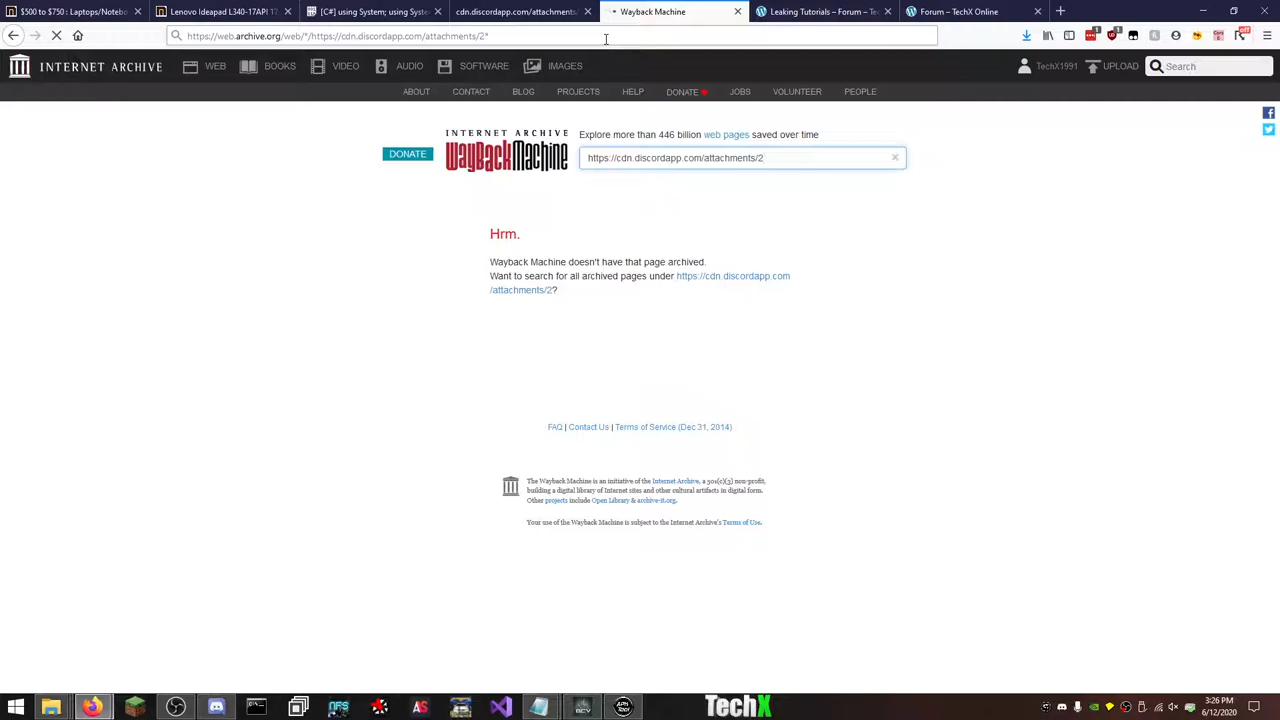 $500 to $750 : Laptops/Notebo
Lenovo Ideapad L340-17API 17
[C#] using System; using Syste
cdn.discordapp.com/attachments/
Wayback Machine
Leaking Tutorials – Forum – Tec
Forum – TechX Online
https://web.archive.org/web/*/https://cdn.discordapp.com/attachments/2*
INTERNET ARCHIVE
WEB
BOOKS
VIDEO
AUDIO
SOFTWARE
IMAGES
TechX1991
UPLOAD
Search
ABOUT
CONTACT
BLOG
PROJECTS
HELP
DONATE
JOBS
VOLUNTEER
PEOPLE
DONATE
INTERNET ARCHIVE
WayBackMachine
Explore more than 446 billion web pages saved over time
https://cdn.discordapp.com/attachments/2
Hrm.
Wayback Machine doesn't have that page archived.
Want to search for all archived pages under https://cdn.discordapp.com
/attachments/2?
FAQ | Contact Us | Terms of Service (Dec 31, 2014)
The Wayback Machine is an initiative of the Internet Archive, a 501(c)(3) non-profit,
building a digital library of Internet sites and other cultural artifacts in digital form.
Other projects include Open Library & archive-it.org.
Your use of the Wayback Machine is subject to the Internet Archive's Terms of Use.
TechX
3:26 PM
6/12/2020